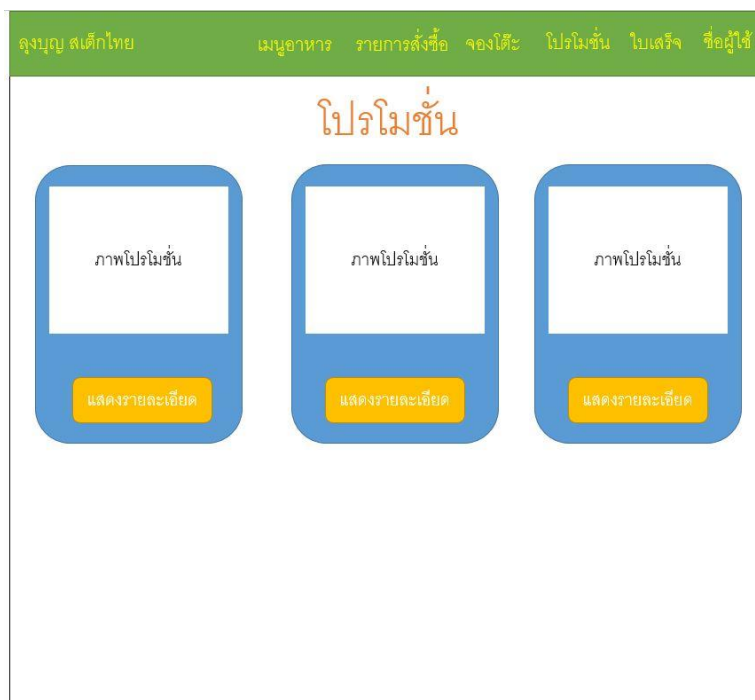 ลุงบุญ สเต็กไทย เมนูอาหาร รายการสั่งซื้อ จองโต๊ะ โปรโมชั่น ใบเสร็จ ชื่อผู้ใช้
โปรโมชั่น
ภาพโปรโมชั่น ภาพโปรโมชั่น ภาพโปรโมชั่น
แสดงรายละเอียด แสดงรายละเอียด แสดงรายละเอียด